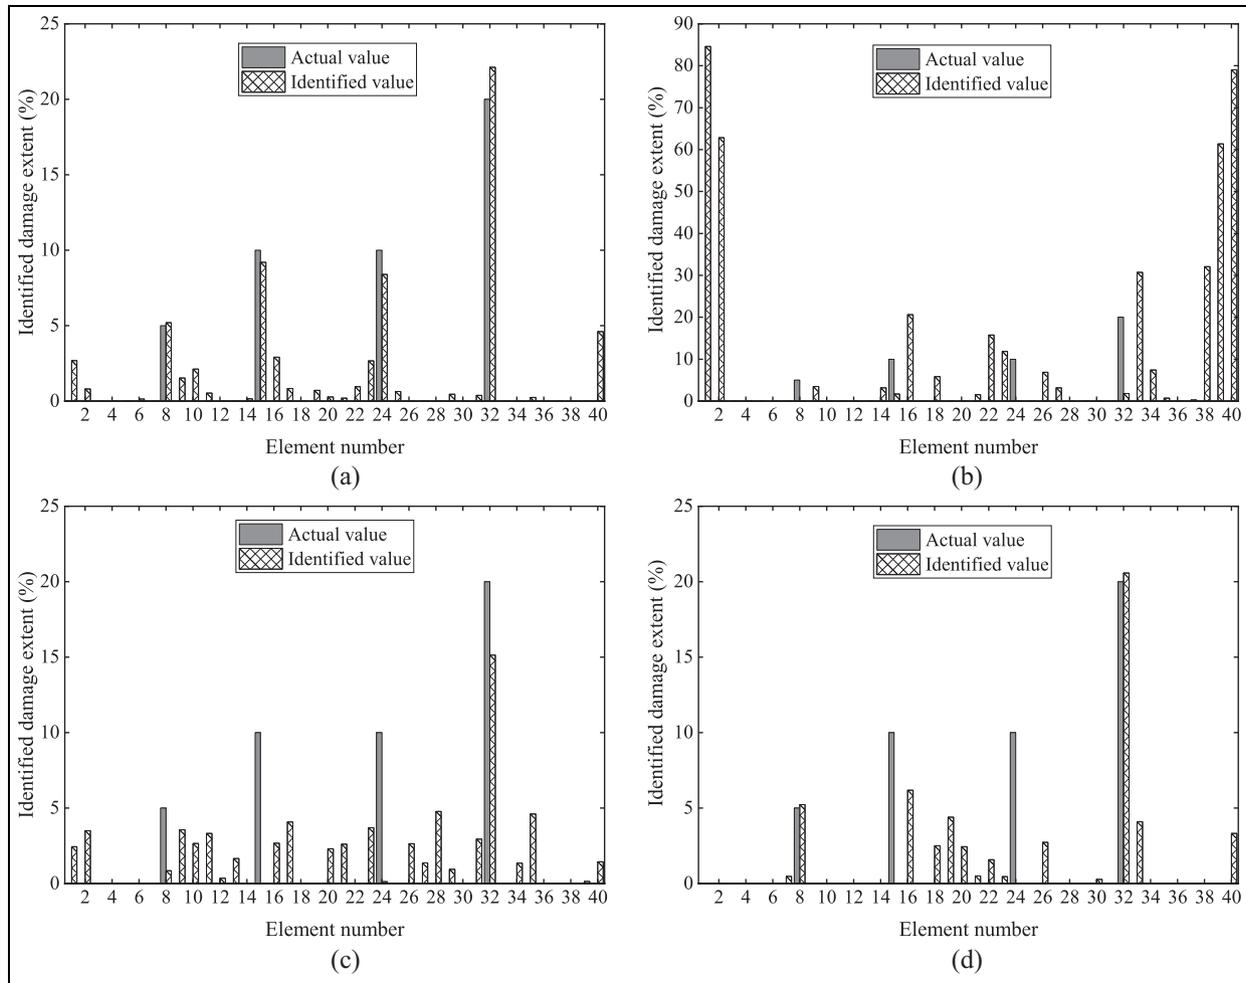 25
20
15
10
5
0
Identified damage extent (%)
Actual value
Identified value
2 4 6 8 10 12 14 16 18 20 22 24 26 28 30 32 34 36 38 40
Element number
(a)
90
80
70
60
50
40
30
20
10
0
Identified damage extent (%)
Actual value
Identified value
2 4 6 8 10 12 14 16 18 20 22 24 26 28 30 32 34 36 38 40
Element number
(b)
25
20
15
10
5
0
Identified damage extent (%)
Actual value
Identified value
2 4 6 8 10 12 14 16 18 20 22 24 26 28 30 32 34 36 38 40
Element number
(c)
25
20
15
10
5
0
Identified damage extent (%)
Actual value
Identified value
2 4 6 8 10 12 14 16 18 20 22 24 26 28 30 32 34 36 38 40
Element number
(d)